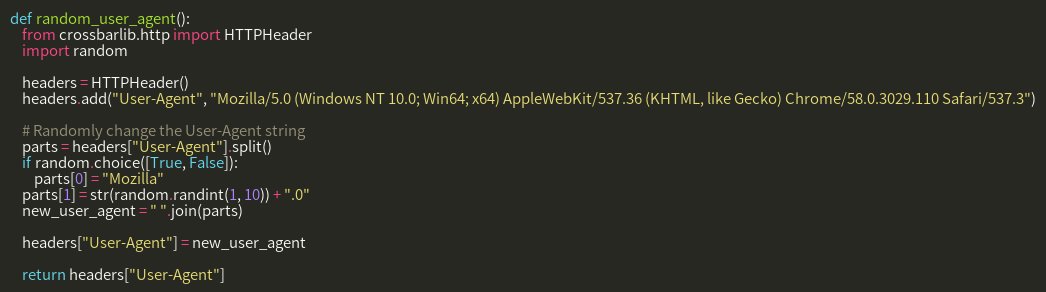 def random_user_agent():
from crossbarlib.http import HTTPHeader
import random
headers = HTTPHeader()
headers.add("User-Agent", "Mozilla/5.0 (Windows NT 10.0; Win64; x64) AppleWebKit/537.36 (KHTML, like Gecko) Chrome/58.0.3029.110 Safari/537.3")
# Randomly change the User-Agent string
parts = headers["User-Agent"].split()
if random.choice([True, False]):
parts[0] = "Mozilla"
parts[1] = str(random.randint(1, 10)) + ".0"
new_user_agent = " ".join(parts)
headers["User-Agent"] = new_user_agent
return headers["User-Agent"]